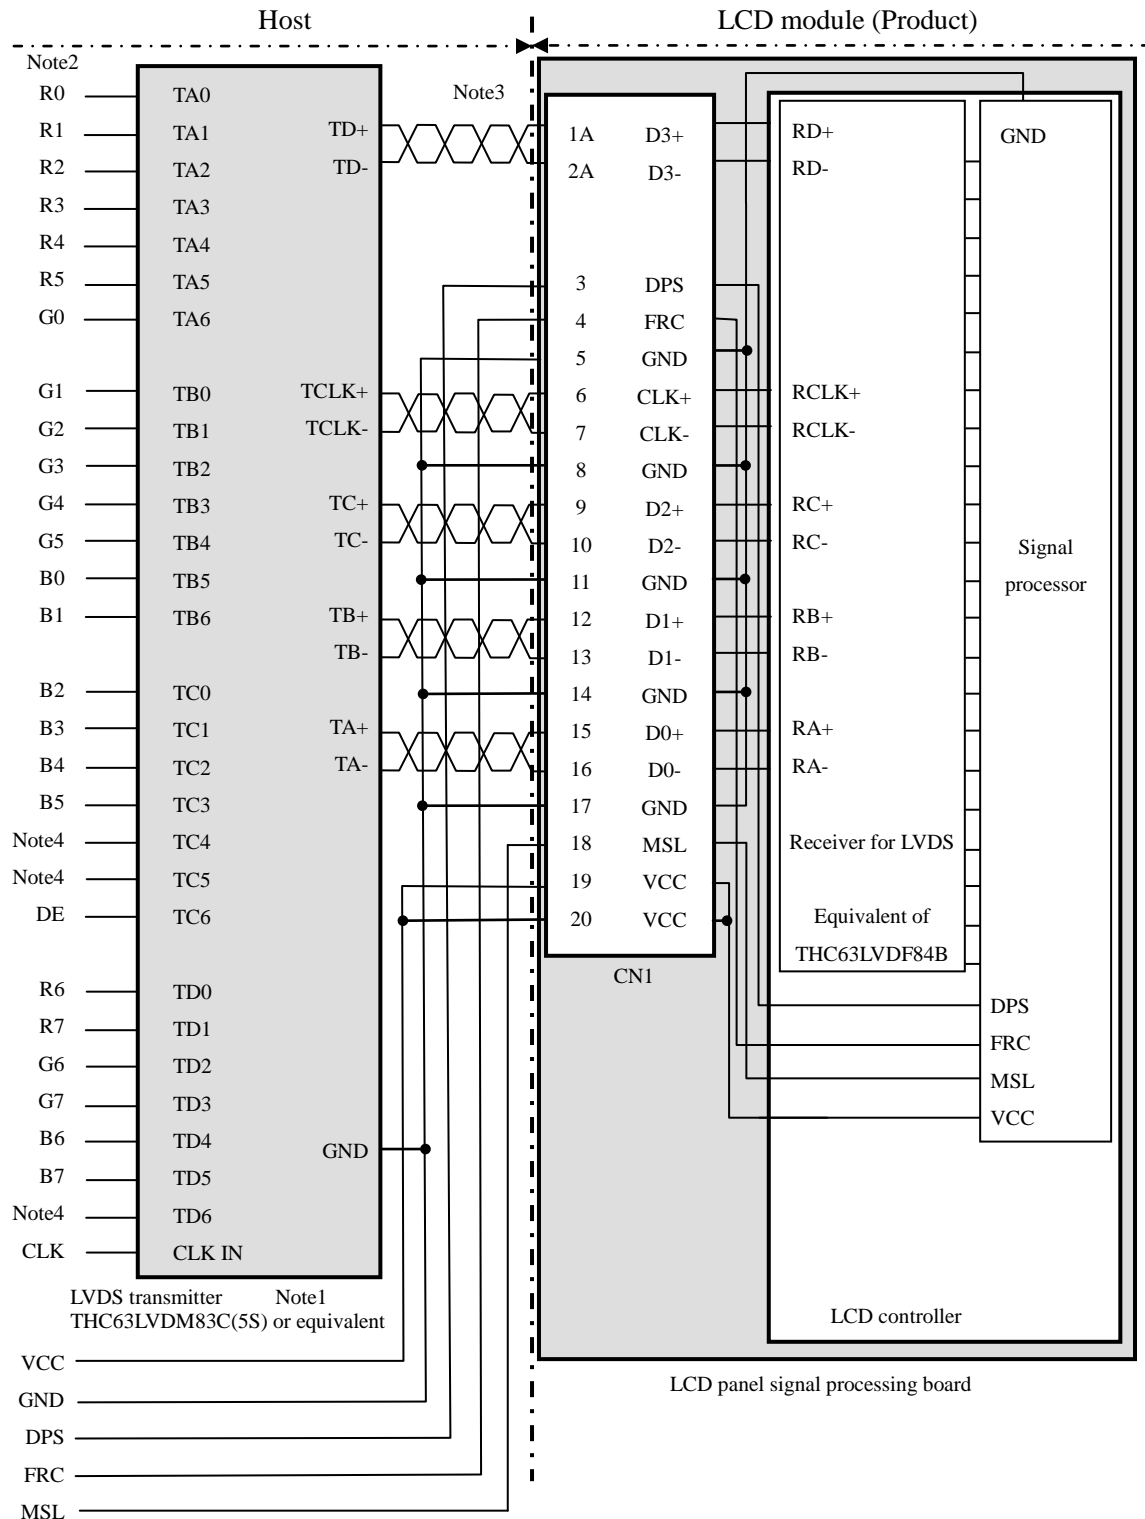 Host
LCD module (Product)
Note2
R0 TA0
R1 TA1
R2 TA2
R3 TA3
R4 TA4
R5 TA5
G0 TA6
G1 TB0
G2 TB1
G3 TB2
G4 TB3
G5 TB4
B0 TB5
B1 TB6
B2 TC0
B3 TC1
B4 TC2
B5 TC3
Note4 TC4
Note4 TC5
DE TC6
R6 TD0
R7 TD1
G6 TD2
G7 TD3
B6 TD4
B7 TD5
Note4 TD6
CLK CLK IN
TD+
TD-
TCLK+
TCLK-
TC+
TC-
TB+
TB-
TA+
TA-
GND
LVDS transmitter Note1
THC63LVDM83C(5S) or equivalent
VCC
GND
DPS
FRC
MSL
Note3
1A D3+
2A D3-
3 DPS
4 FRC
5 GND
6 CLK+
7 CLK-
8 GND
9 D2+
10 D2-
11 GND
12 D1+
13 D1-
14 GND
15 D0+
16 D0-
17 GND
18 MSL
19 VCC
20 VCC
CN1
RD+
RD-
RCLK+
RCLK-
RC+
RC-
RB+
RB-
RA+
RA-
Receiver for LVDS
Equivalent of
THC63LVDF84B
GND
Signal
processor
DPS
FRC
MSL
VCC
LCD controller
LCD panel signal processing board